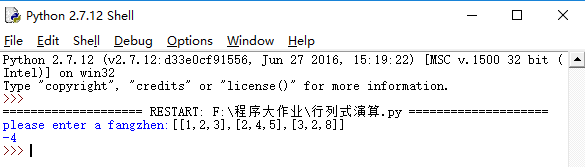 Python 2.7.12 Shell
File Edit Shell Debug Options Window Help
Python 2.7.12 (v2.7.12:d33e0cf91556, Jun 27 2016, 15:19:22) [MSC v.1500 32 bit (
Intel)] on win32
Type "copyright", "credits" or "license()" for more information.
>>>
==================== RESTART: F:\程序大作业\行列式演算.py ====================
please enter a fangzhen:[[1,2,3],[2,4,5],[3,2,8]]
-4
>>>